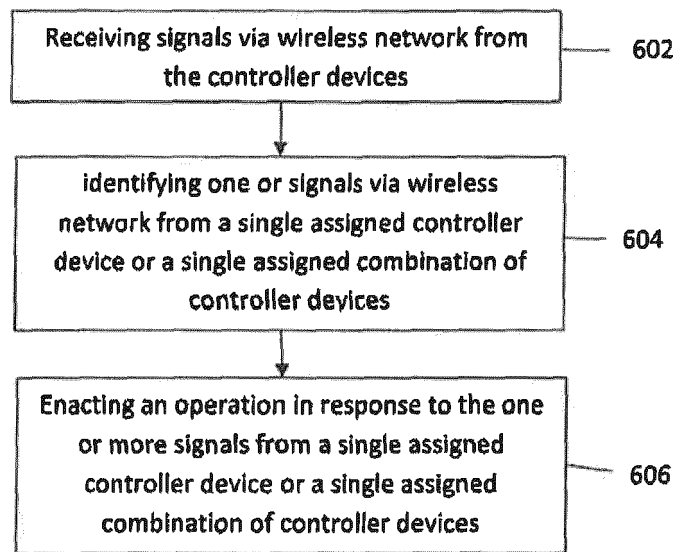 Receiving signals via wireless network from
the controller devices
602
identifying one or signals via wireless
network from a single assigned controller
device or a single assigned combination of
controller devices
604
Enacting an operation in response to the one
or more signals from a single assigned
controller device or a single assigned
combination of controller devices
606